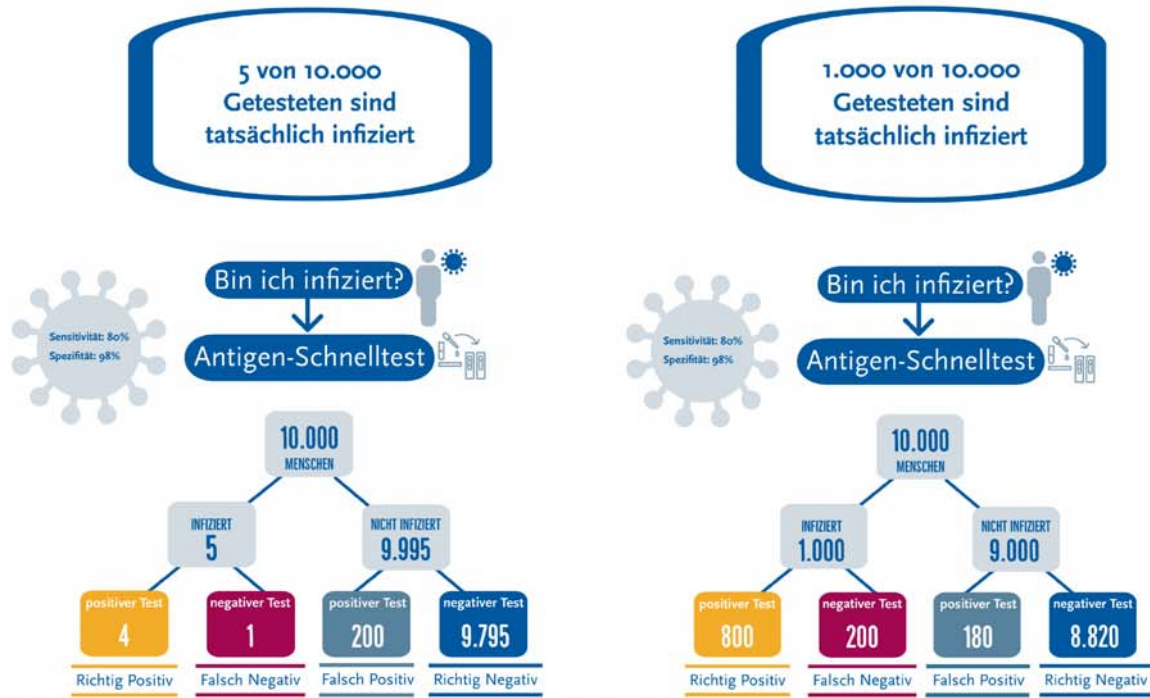 5 von 10.000
Getesteten sind
tatsächlich infiziert
Bin ich infiziert?
Sensitivität: 80%
Spezifität: 98%
Antigen-Schnelltest
10.000
MENSCHEN
INFIZIERT
5
NICHT INFIZIERT
9.995
positiver Test
4
Richtig Positiv
negativer Test
1
Falsch Negativ
positiver Test
200
Falsch Positiv
negativer Test
9.795
Richtig Negativ
1.000 von 10.000
Getesteten sind
tatsächlich infiziert
Bin ich infiziert?
Sensitivität: 80%
Spezifität: 98%
Antigen-Schnelltest
10.000
MENSCHEN
INFIZIERT
1.000
NICHT INFIZIERT
9.000
positiver Test
800
Richtig Positiv
negativer Test
200
Falsch Negativ
positiver Test
180
Falsch Positiv
negativer Test
8.820
Richtig Negativ